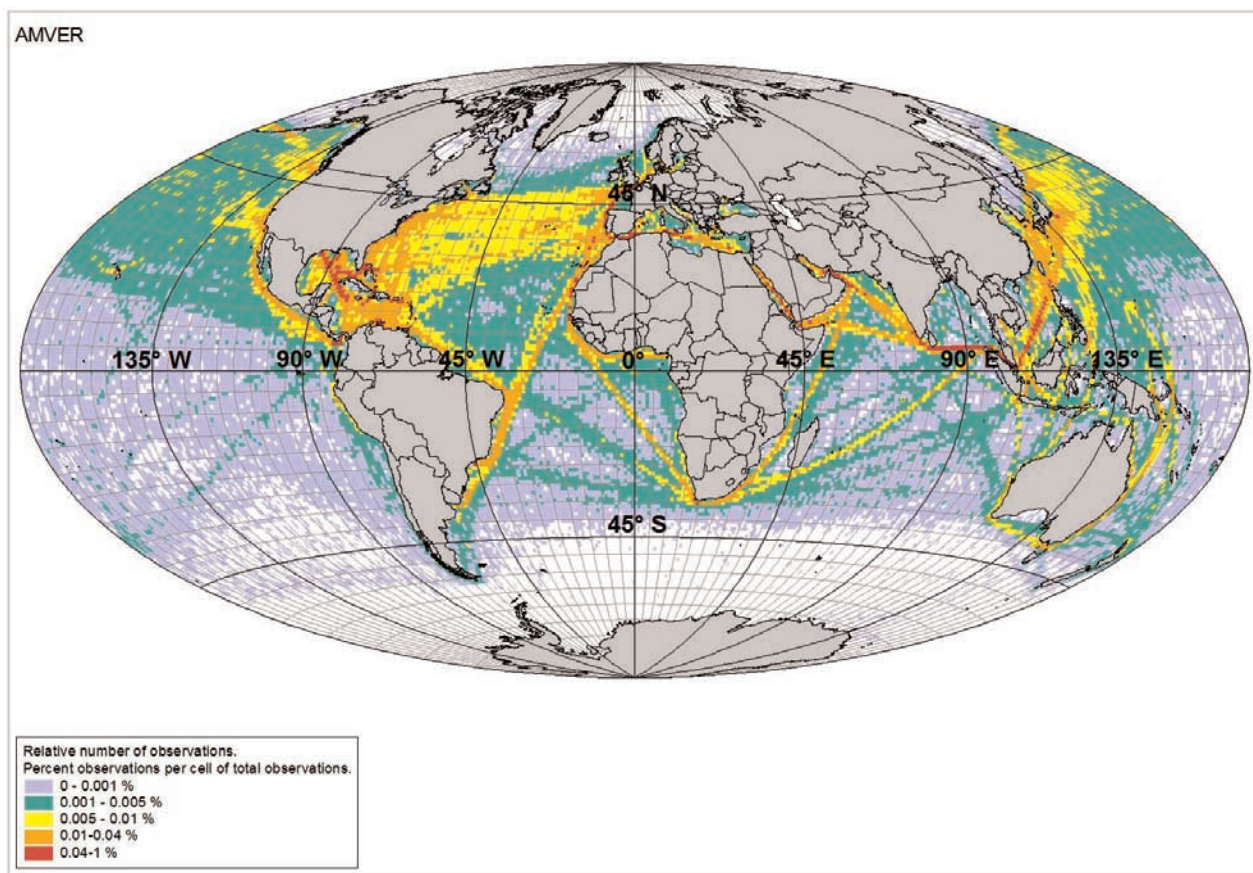 AMVER
45° N
135° W 90° W 45° W 0° 45° E 90° E 135° E
45° S
Relative number of observations.
Percent observations per cell of total observations.
0 - 0.001 %
0.001 - 0.005 %
0.005 - 0.01 %
0.01-0.04 %
0.04-1 %